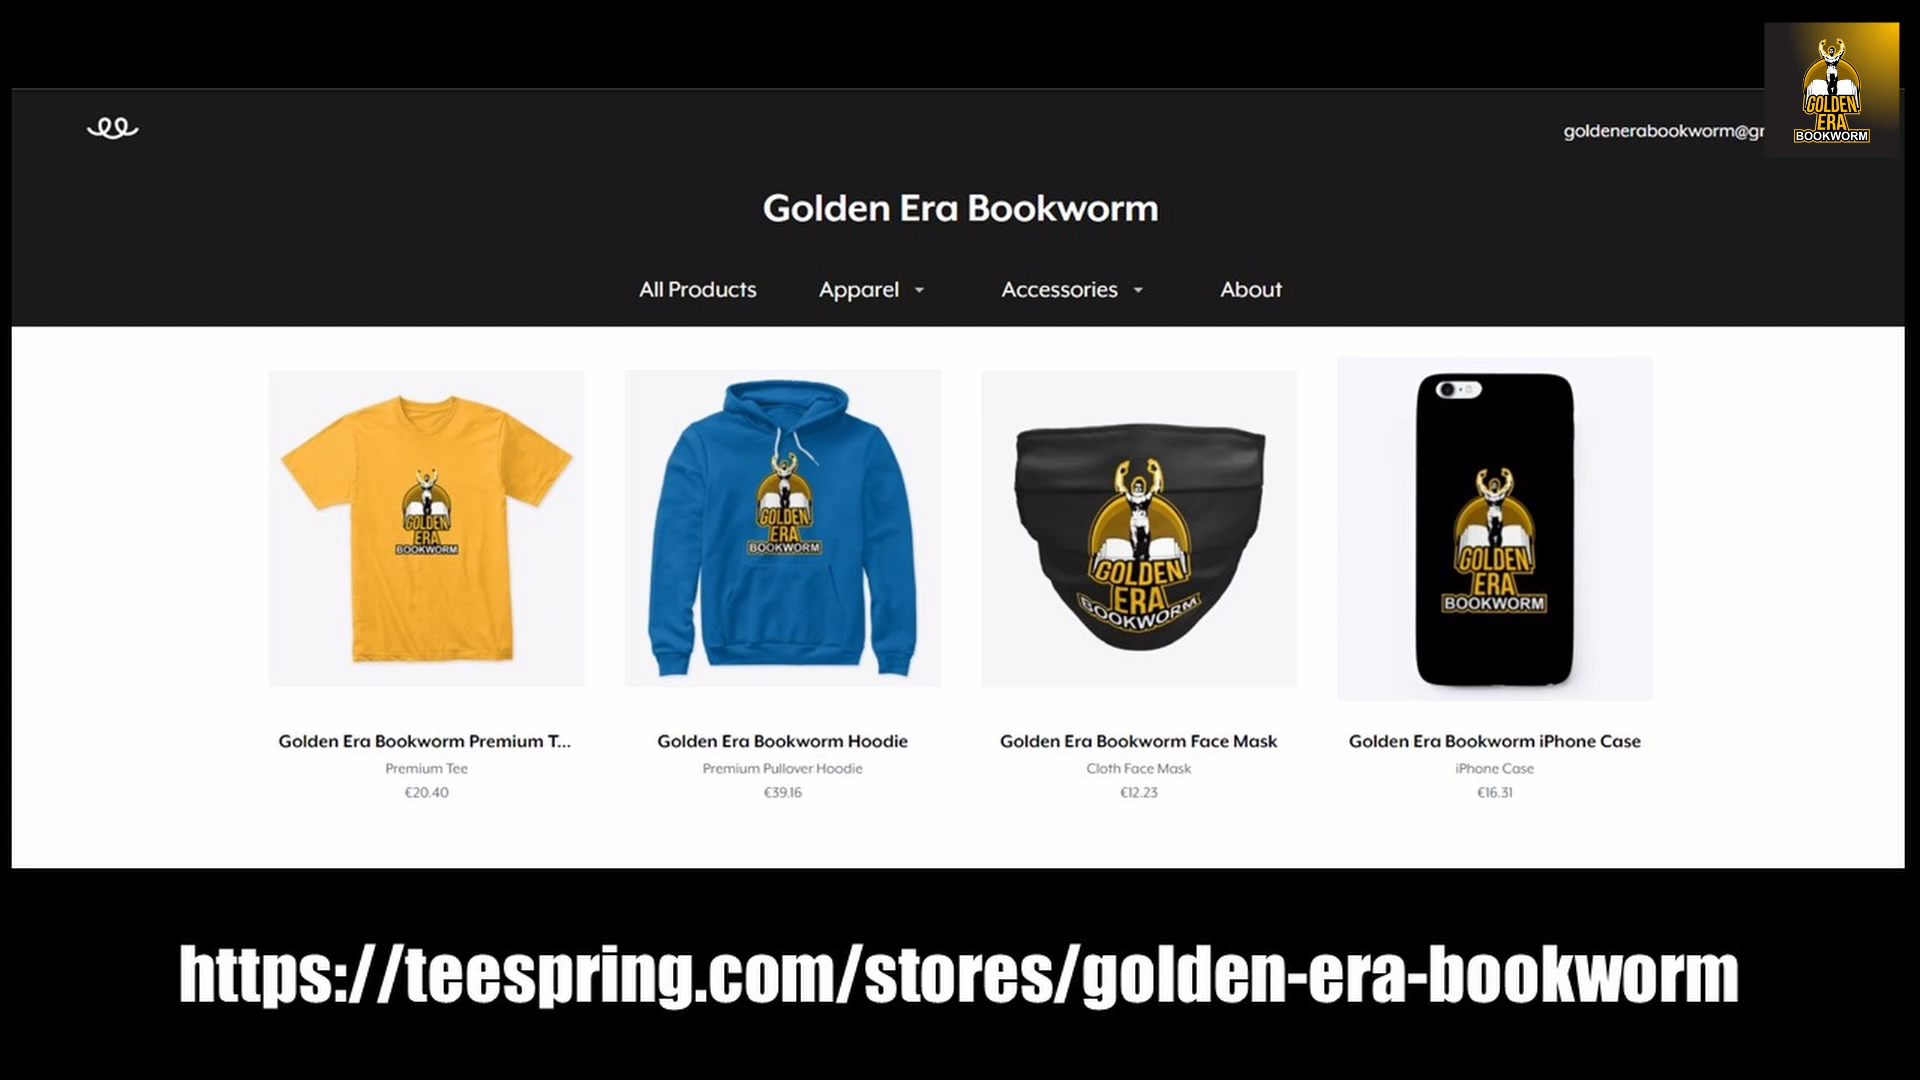 GOLDEN
ERA
BOOKWORM
goldenerabookworm@gr
Golden Era Bookworm
All Products Apparel Accessories About
GOLDEN
ERA
BOOKWORM
GOLDEN
ERA
BOOKWORM
GOLDEN
ERA
BOOKWORM
GOLDEN
ERA
BOOKWORM
Golden Era Bookworm Premium T...
Premium Tee
€20.40
Golden Era Bookworm Hoodie
Premium Pullover Hoodie
€39.16
Golden Era Bookworm Face Mask
Cloth Face Mask
€12.23
Golden Era Bookworm iPhone Case
iPhone Case
€16.31
https://teespring.com/stores/golden-era-bookworm